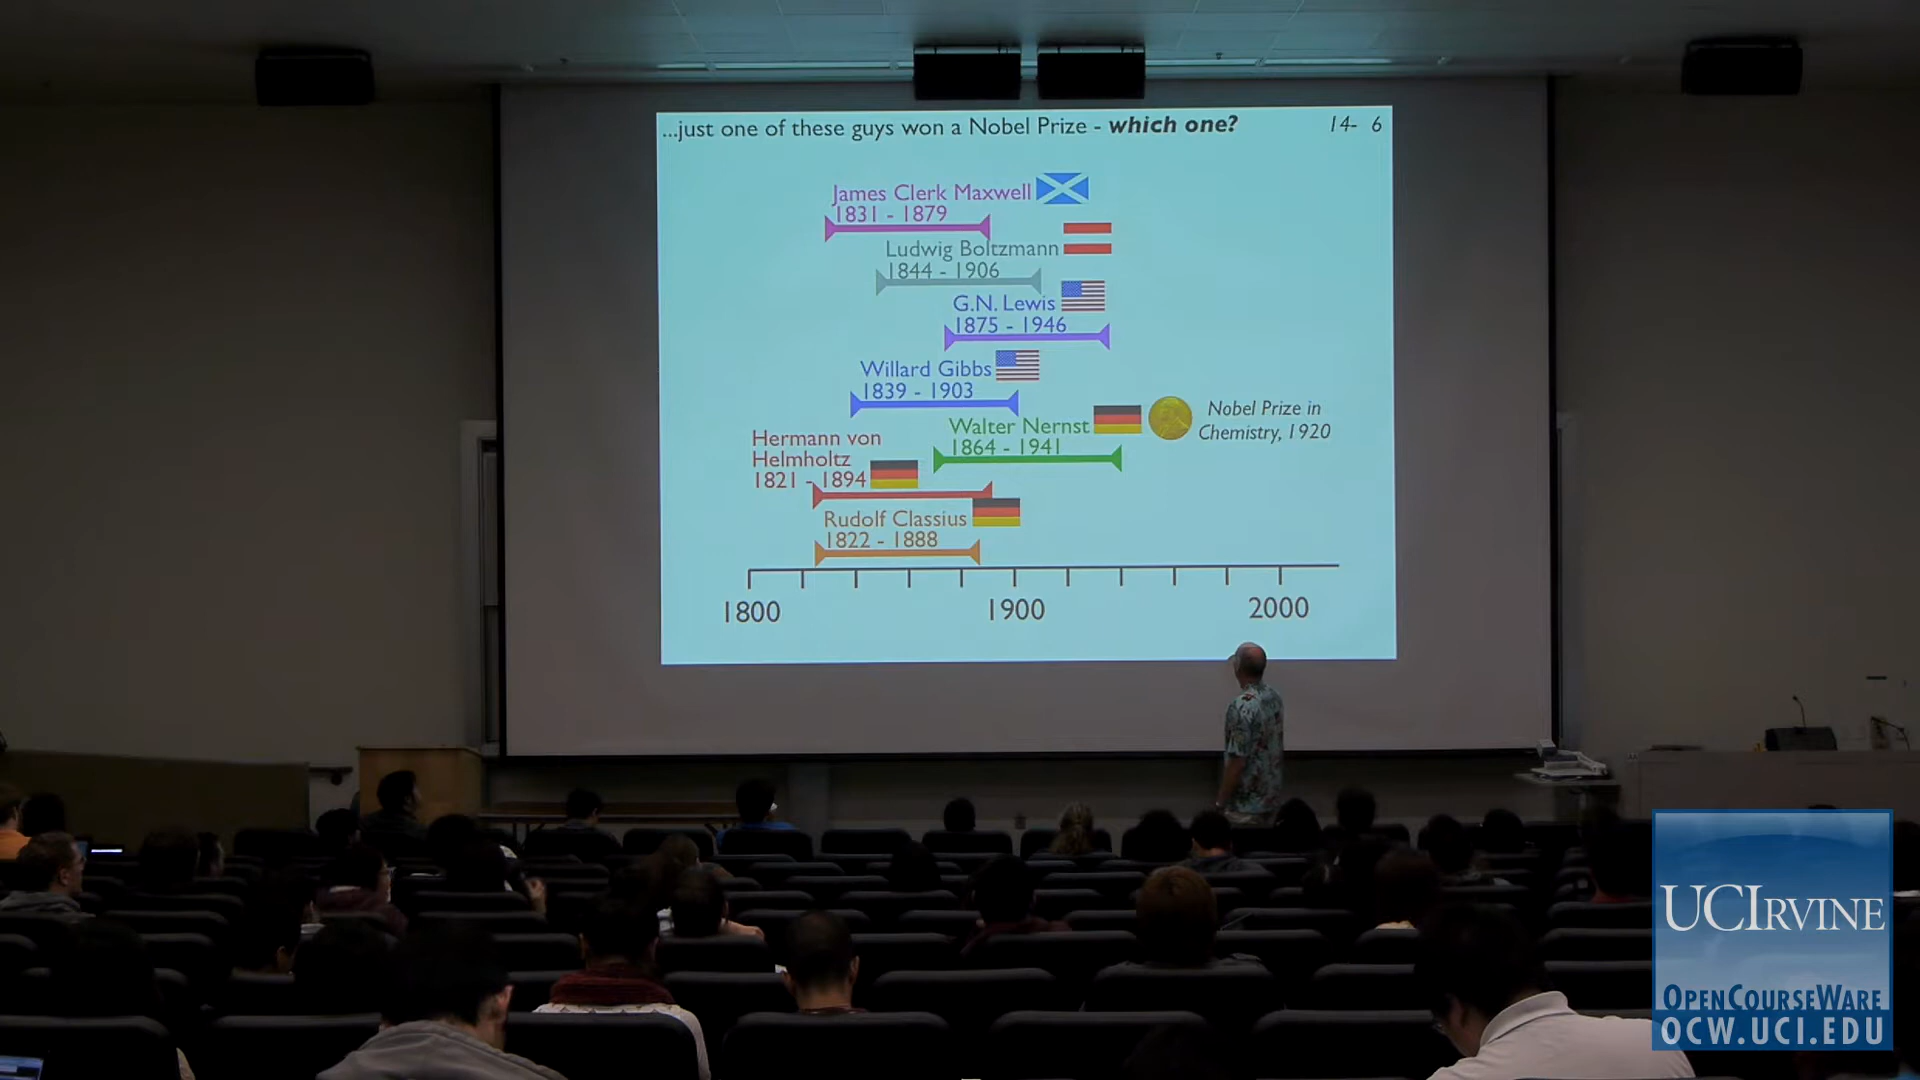 ...just one of these guys won a Nobel Prize - which one?
14- 6
James Clerk Maxwell
1831 - 1879
Ludwig Boltzmann
1844 - 1906
G.N. Lewis
1875 - 1946
Willard Gibbs
1839 - 1903
Walter Nernst
1864 - 1941
Nobel Prize in
Chemistry, 1920
Hermann von
Helmholtz
1821 - 1894
Rudolf Classius
1822 - 1888
1800
1900
2000
UCIRVINE
OPENCOURSEWARE
OCW.UCI.EDU